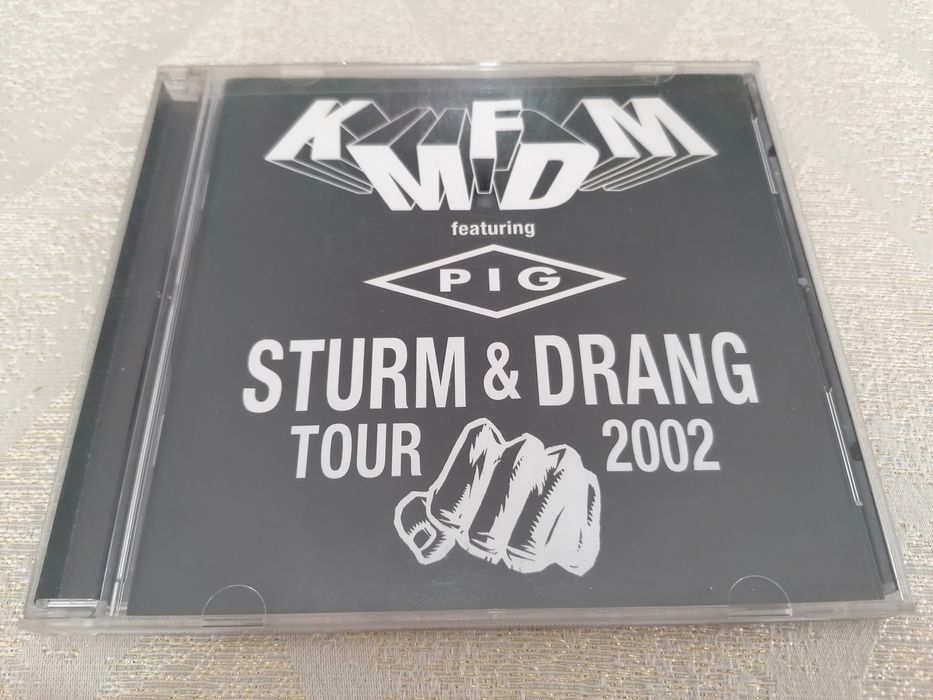 KMFDM
featuring
PIG
STURM & DRANG
TOUR 2002